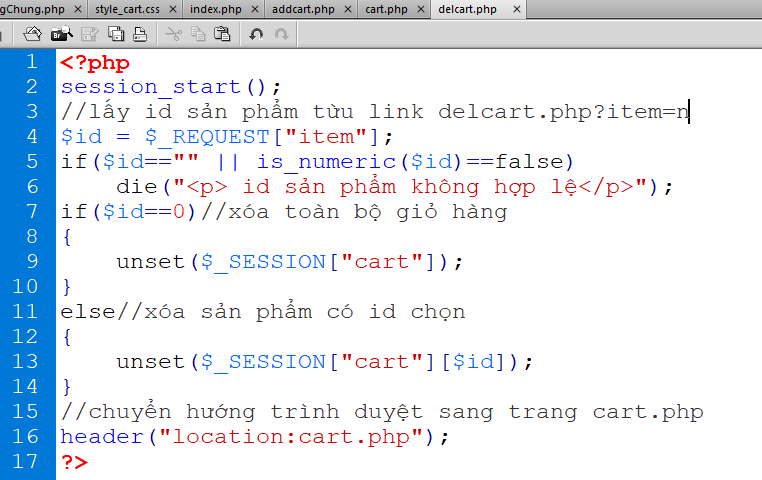 gChung.php × style_cart.css × index.php × addcart.php × cart.php × delcart.php ×
Br
1 <?php
2 session_start();
3 //lấy id sản phẩm từu link delcart.php?item=n
4 $id = $_REQUEST["item"];
5 if($id=="" || is_numeric($id)==false)
6 die("<p> id sản phẩm không hợp lệ</p>");
7 if($id==0)//xóa toàn bộ giỏ hàng
8 {
9 unset($_SESSION["cart"]);
10 }
11 else//xóa sản phẩm có id chọn
12 {
13 unset($_SESSION["cart"][$id]);
14 }
15 //chuyển hướng trình duyệt sang trang cart.php
16 header("location:cart.php");
17 ?>